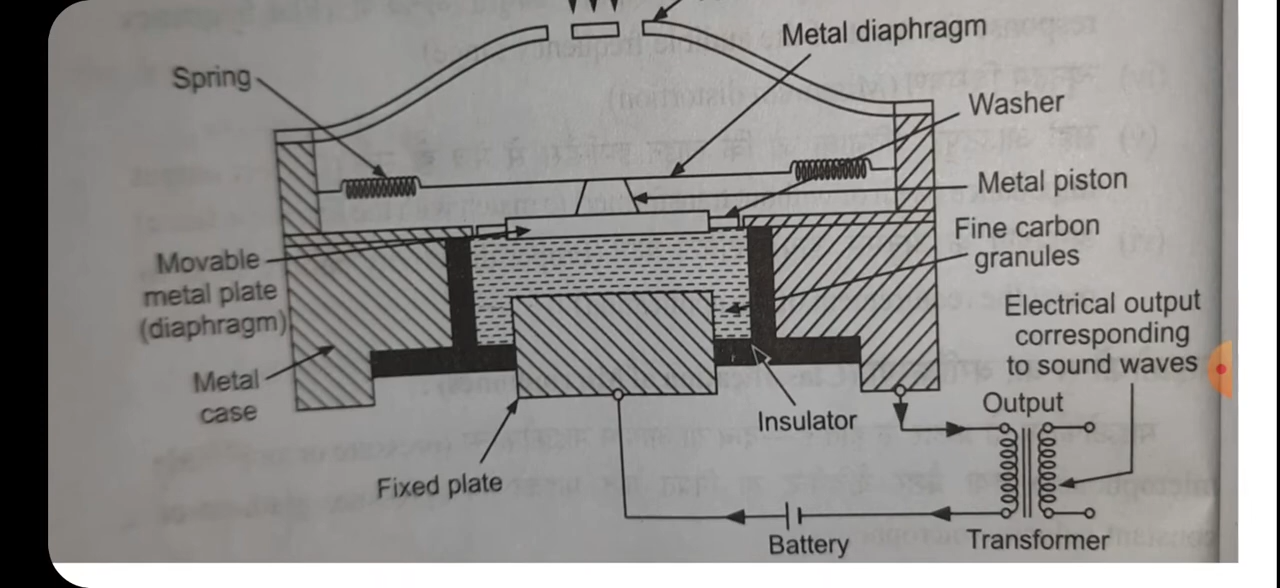 Metal diaphragm
Spring
Washer
Metal piston
Fine carbon
granules
Movable
metal plate
(diaphragm)
Electrical output
corresponding
to sound waves
Metal
case
Insulator
Output
Fixed plate
Battery
Transformer